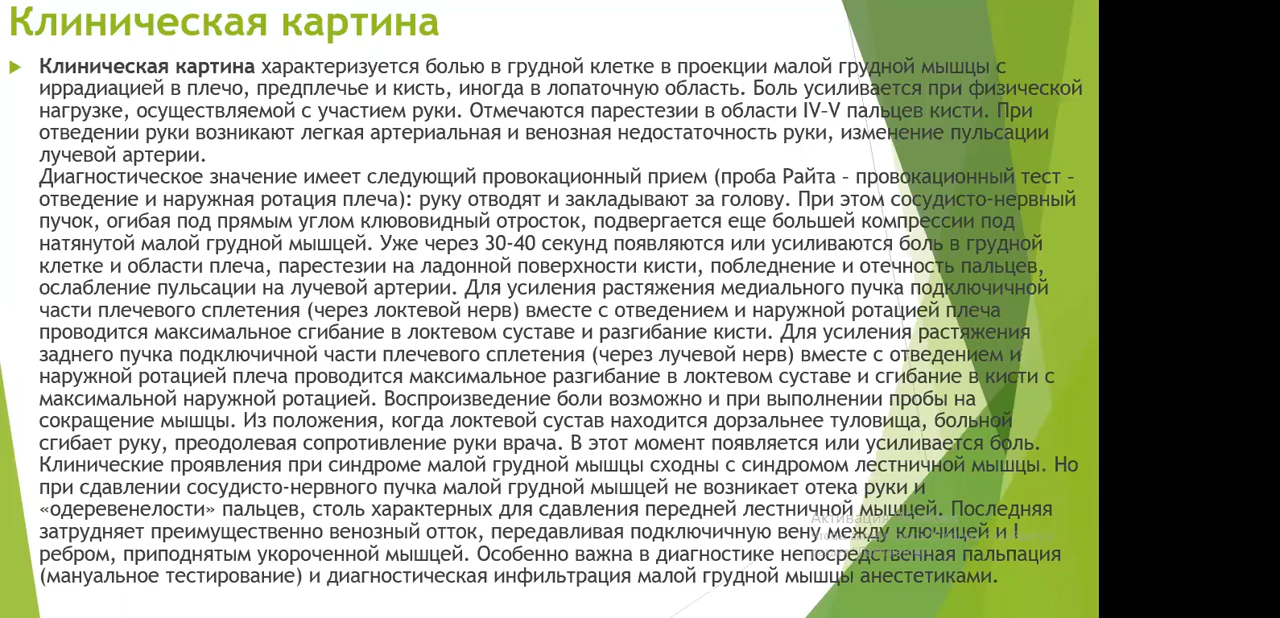 Клиническая картина
Клиническая картина характеризуется болью в грудной клетке в проекции малой грудной мышцы с
иррадиацией в плечо, предплечье и кисть, иногда в лопаточную область. Боль усиливается при физической
нагрузке, осуществляемой с участием руки. Отмечаются парестезии в области IV–V пальцев кисти. При
отведении руки возникают легкая артериальная и венозная недостаточность руки, изменение пульсации
лучевой артерии.
Диагностическое значение имеет следующий провокационный прием (проба Райта – провокационный тест –
отведение и наружная ротация плеча): руку отводят и закладывают за голову. При этом сосудисто-нервный
пучок, огибая под прямым углом клювовидный отросток, подвергается еще большей компрессии под
натянутой малой грудной мышцей. Уже через 30-40 секунд появляются или усиливаются боль в грудной
клетке и области плеча, парестезии на ладонной поверхности кисти, побледнение и отечность пальцев,
ослабление пульсации на лучевой артерии. Для усиления растяжения медиального пучка подключичной
части плечевого сплетения (через локтевой нерв) вместе с отведением и наружной ротацией плеча
проводится максимальное сгибание в локтевом суставе и разгибание кисти. Для усиления растяжения
заднего пучка подключичной части плечевого сплетения (через лучевой нерв) вместе с отведением и
наружной ротацией плеча проводится максимальное разгибание в локтевом суставе и сгибание в кисти с
максимальной наружной ротацией. Воспроизведение боли возможно и при выполнении пробы на
сокращение мышцы. Из положения, когда локтевой сустав находится дорзальнее туловища, больной
сгибает руку, преодолевая сопротивление руки врача. В этот момент появляется или усиливается боль.
Клинические проявления при синдроме малой грудной мышцы сходны с синдромом лестничной мышцы. Но
при сдавлении сосудисто-нервного пучка малой грудной мышцей не возникает отека руки и
«одеревенелости» пальцев, столь характерных для сдавления передней лестничной мышцей. Последняя
затрудняет преимущественно венозный отток, передавливая подключичную вену между ключицей и I
ребром, приподнятым укороченной мышцей. Особенно важна в диагностике непосредственная пальпация
(мануальное тестирование) и диагностическая инфильтрация малой грудной мышцы анестетиками.